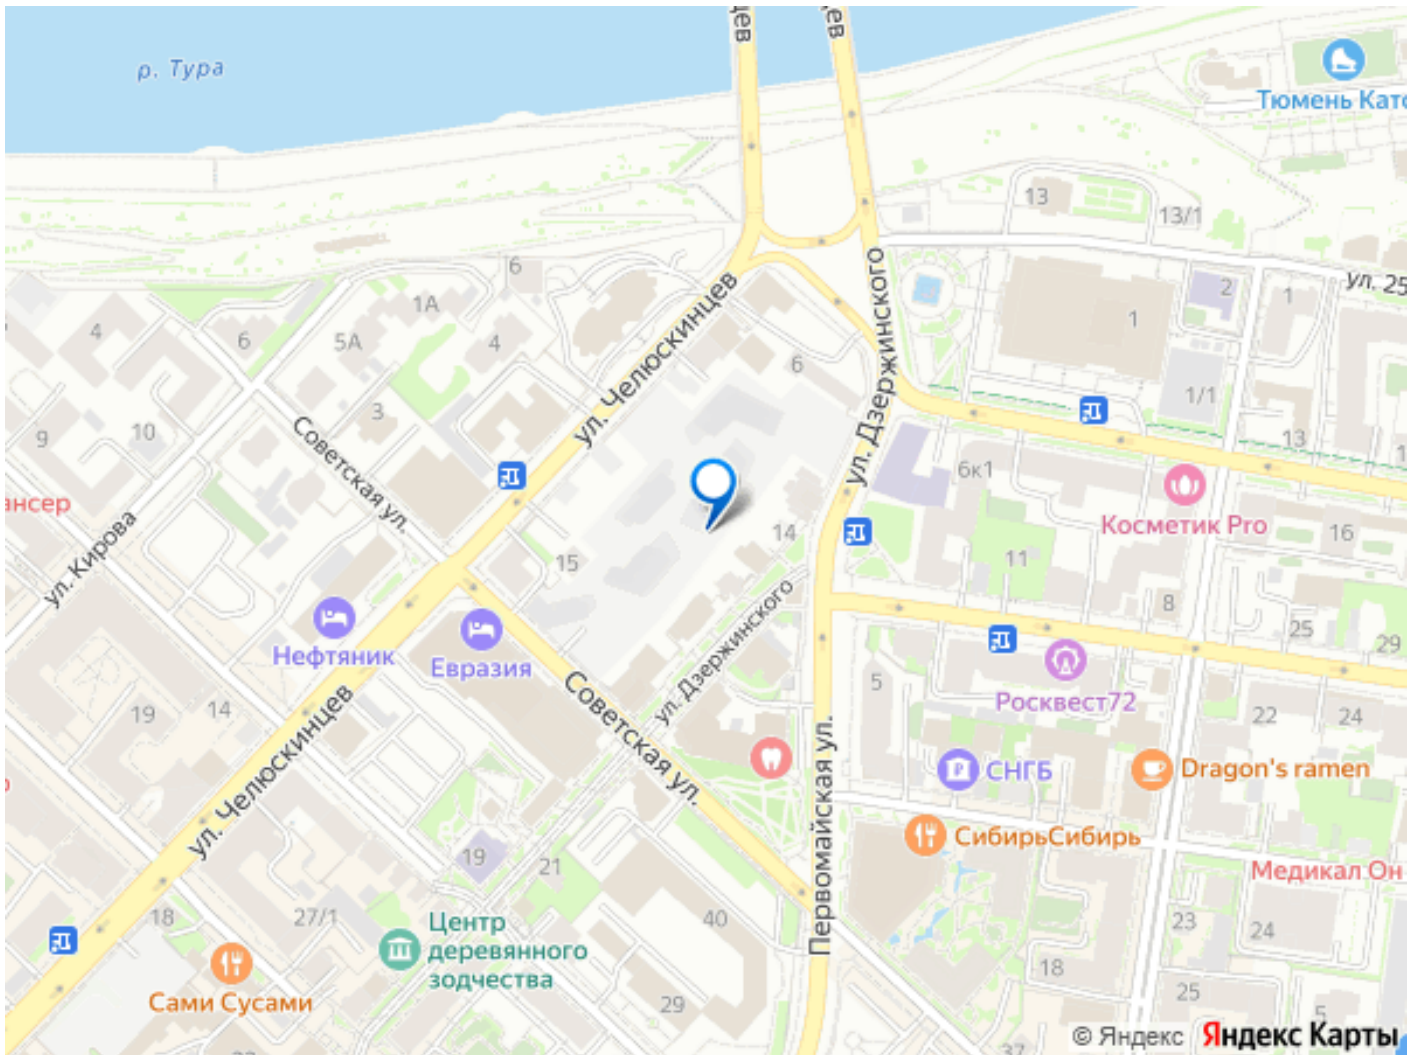 р. Тура
Тюмень Като
13
13/1
ул. 25
6
1А
4
6
5А
4
3
9
10
2
1
1
1/1
13
6
ул. Челюскинцев
ул. Дзержинского
Советская ул.
ул. Кирова
ансер
6к1
Косметик Pro
16
11
14
15
8
25
29
Нефтяник
Евразия
ул. Дзержинского
Росквест72
5
22
24
19
14
ул. Челюскинцев
Советская ул.
Первомайская ул.
СНГБ
Dragon's ramen
СибирьСибирь
Медикал Он
19
21
18
27/1
40
23
24
Центр
деревянного
зодчества
Сами Сусами
29
18
25
5
32
37
© Яндекс
Яндекс Карты